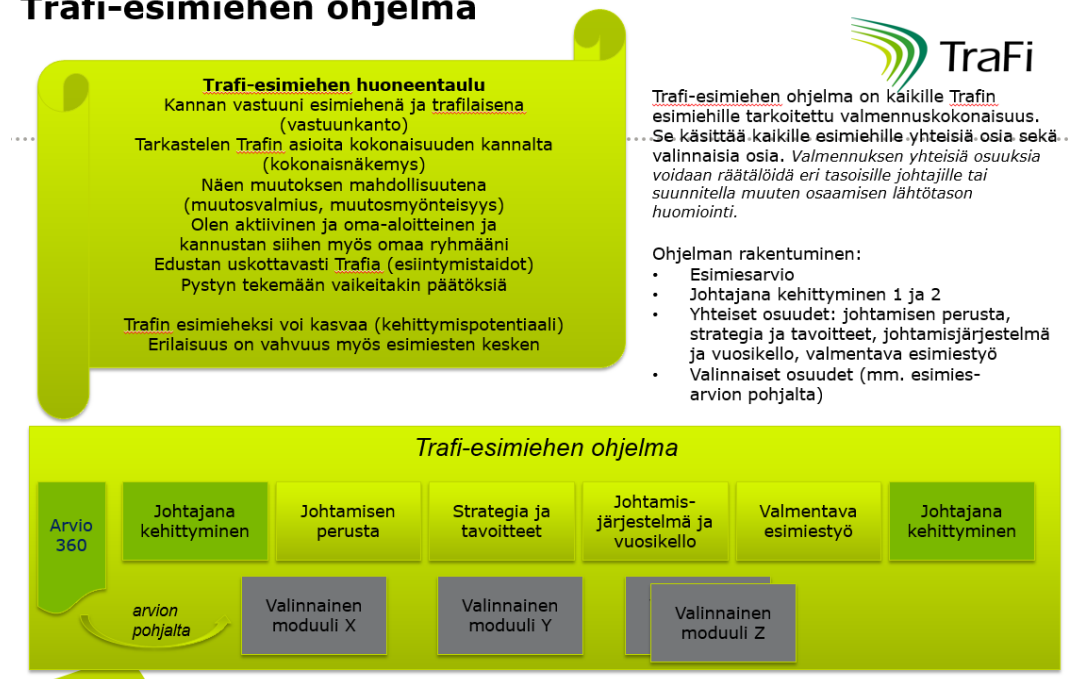 Trafi-esimiehen ohjelma
TraFi
Trafi-esimiehen huoneentaulu
Kannan vastuuni esimiehenä ja trafilaisena
(vastuunkanto)
Tarkastelen Trafin asioita kokonaisuuden kannalta
(kokonaisnäkemys)
Näen muutoksen mahdollisuutena
(muutosvalmius, muutosmyönteisyys)
Olen aktiivinen ja oma-aloitteinen ja
kannustan siihen myös omaa ryhmääni
Edustan uskottavasti Trafia (esiintymistaidot)
Pystyn tekemään vaikeitakin päätöksiä
Trafin esimieheksi voi kasvaa (kehittymispotentiaali)
Erilaisuus on vahvuus myös esimiesten kesken
Trafi-esimiehen ohjelma on kaikille Trafin
esimiehille tarkoitettu valmennuskokonaisuus.
Se käsittää kaikille esimiehille yhteisiä osia sekä
valinnaisia osia. Valmennuksen yhteisiä osuuksia
voidaan räätälöidä eri tasoisille johtajille tai
suunnitella muuten osaamisen lähtötason
huomiointi.
Ohjelman rakentuminen:
• Esimiesarvio
• Johtajana kehittyminen 1 ja 2
• Yhteiset osuudet: johtamisen perusta,
strategia ja tavoitteet, johtamisjärjestelmä
ja vuosikello, valmentava esimiestyö
• Valinnaiset osuudet (mm. esimies-
arvion pohjalta)
Trafi-esimiehen ohjelma
Arvio
360
Johtajana
kehittyminen
Johtamisen
perusta
Strategia ja
tavoitteet
Johtamis-
järjestelmä ja
vuosikello
Valmentava
esimiestyö
Johtajana
kehittyminen
arvion
pohjalta
Valinnainen
moduuli X
Valinnainen
moduuli Y
Valinnainen
moduuli Z